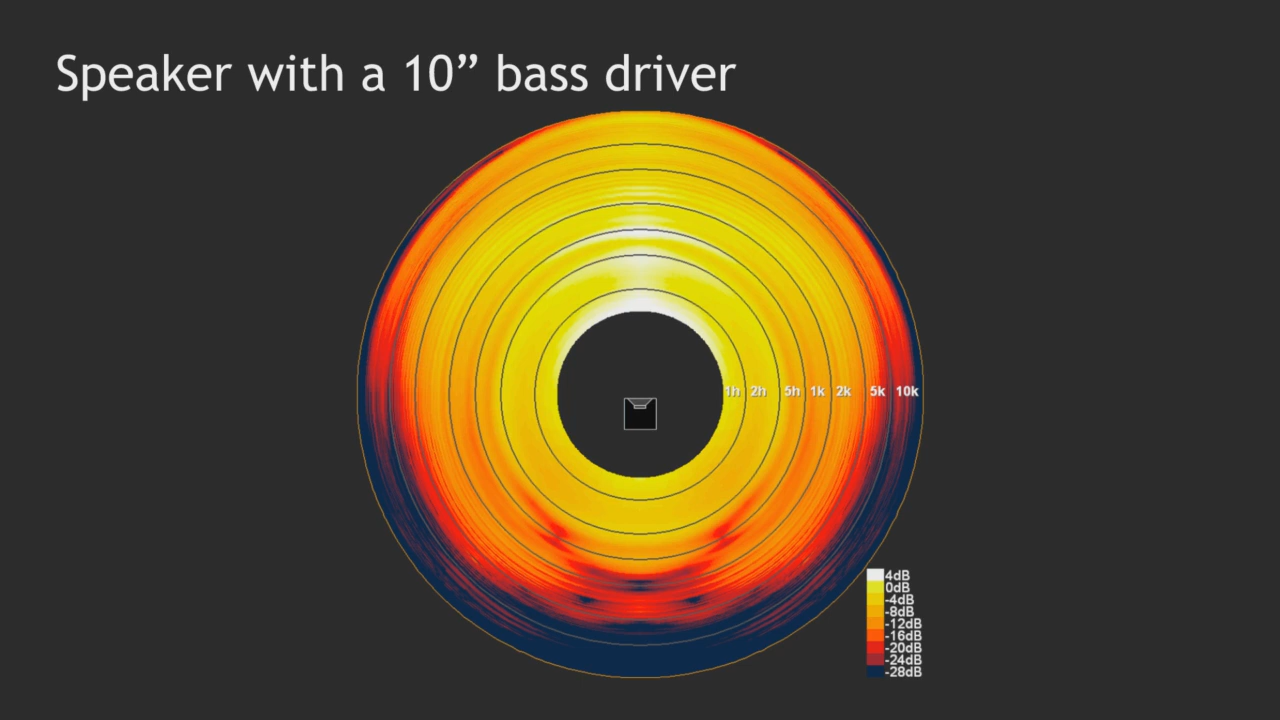 Speaker with a 10” bass driver
1h 2h 5h 1k 2k 5k 10k
4dB
0dB
-4dB
-8dB
-12dB
-16dB
-20dB
-24dB
-28dB